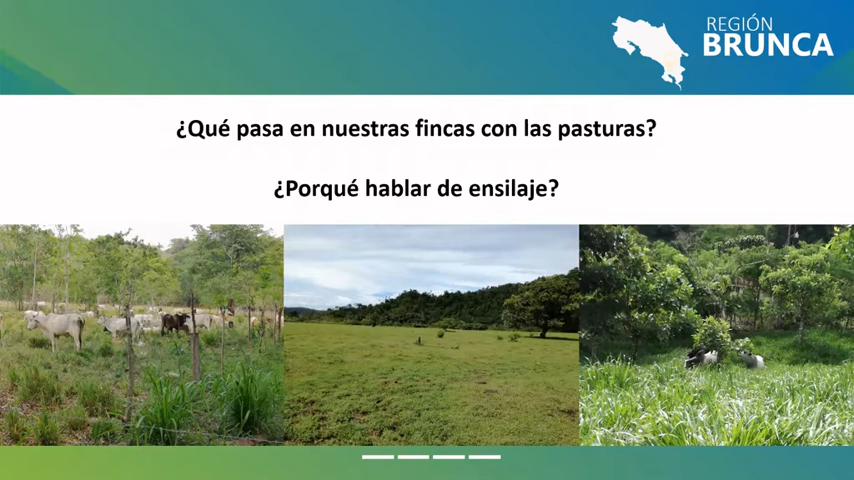 REGIÓN
BRUNCA
¿Qué pasa en nuestras fincas con las pasturas?
¿Porqué hablar de ensilaje?